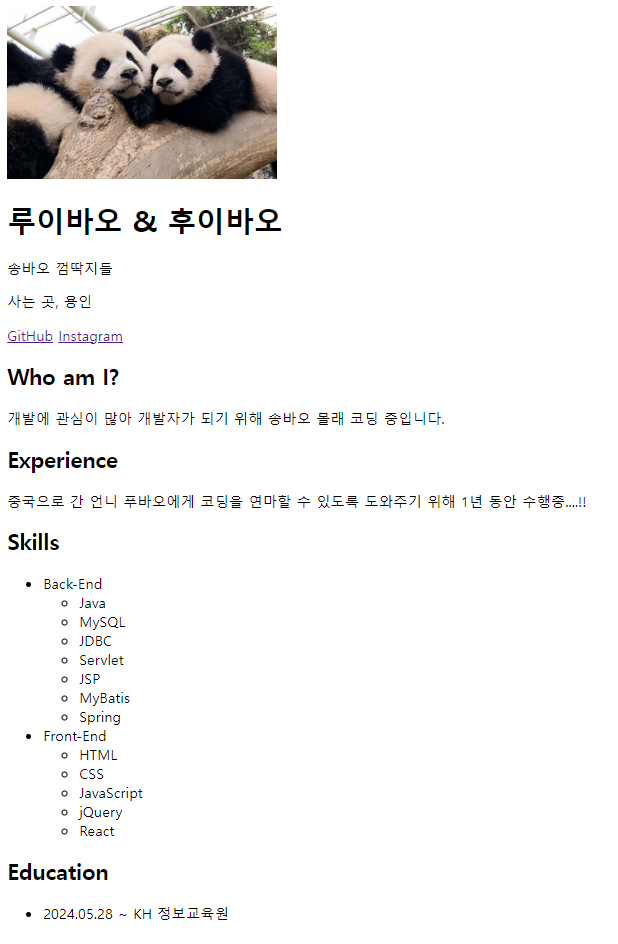 루이바오 & 후이바오
송바오 껌딱지들
사는 곳, 용인
GitHub Instagram
Who am I?
개발에 관심이 많아 개발자가 되기 위해 송바오 몰래 코딩 중입니다.
Experience
중국으로 간 언니 푸바오에게 코딩을 연마할 수 있도록 도와주기 위해 1년 동안 수행중....!!
Skills
Back-End
Java
MySQL
JDBC
Servlet
JSP
MyBatis
Spring
Front-End
HTML
CSS
JavaScript
jQuery
React
Education
2024.05.28 ~ KH 정보교육원